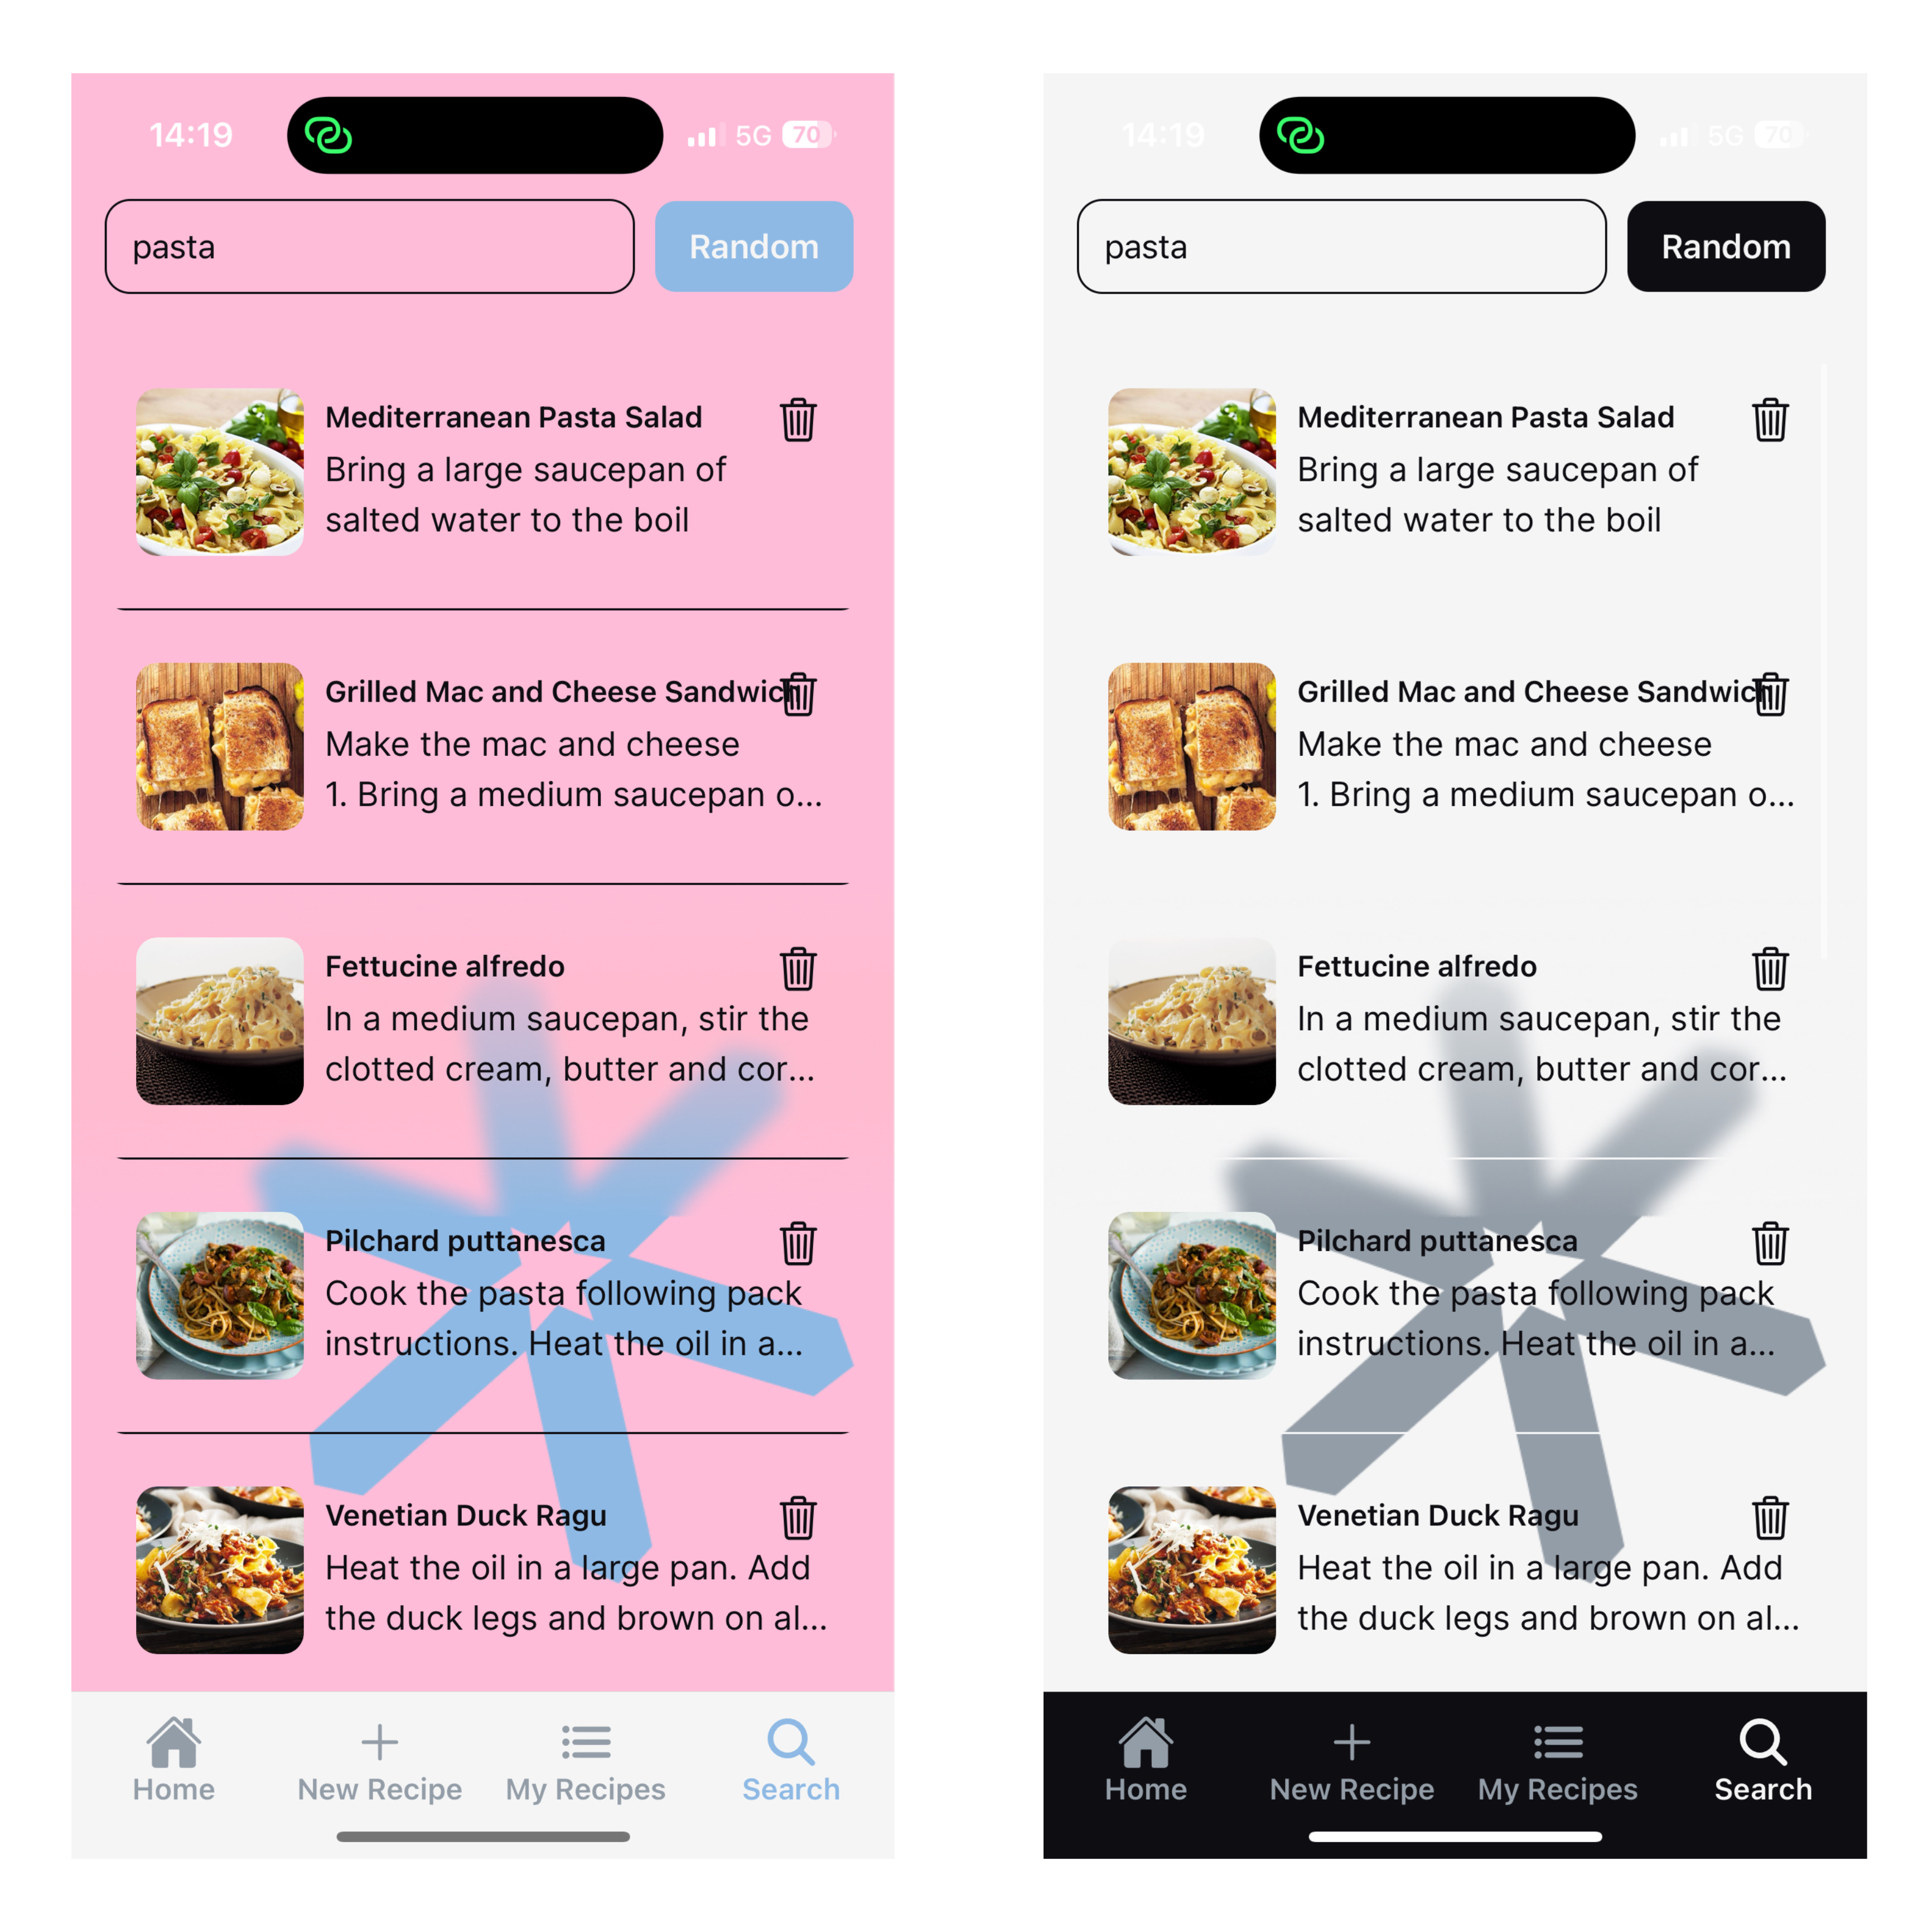 14:19
5G 70
pasta
Random
Mediterranean Pasta Salad
Bring a large saucepan of
salted water to the boil
Grilled Mac and Cheese Sandwich
Make the mac and cheese
1. Bring a medium saucepan o...
Fettucine alfredo
In a medium saucepan, stir the
clotted cream, butter and cor...
Pilchard puttanesca
Cook the pasta following pack
instructions. Heat the oil in a...
Venetian Duck Ragu
Heat the oil in a large pan. Add
the duck legs and brown on al...
Home
New Recipe
My Recipes
Search
14:19
5G 70
pasta
Random
Mediterranean Pasta Salad
Bring a large saucepan of
salted water to the boil
Grilled Mac and Cheese Sandwich
Make the mac and cheese
1. Bring a medium saucepan o...
Fettucine alfredo
In a medium saucepan, stir the
clotted cream, butter and cor...
Pilchard puttanesca
Cook the pasta following pack
instructions. Heat the oil in a...
Venetian Duck Ragu
Heat the oil in a large pan. Add
the duck legs and brown on al...
Home
New Recipe
My Recipes
Search